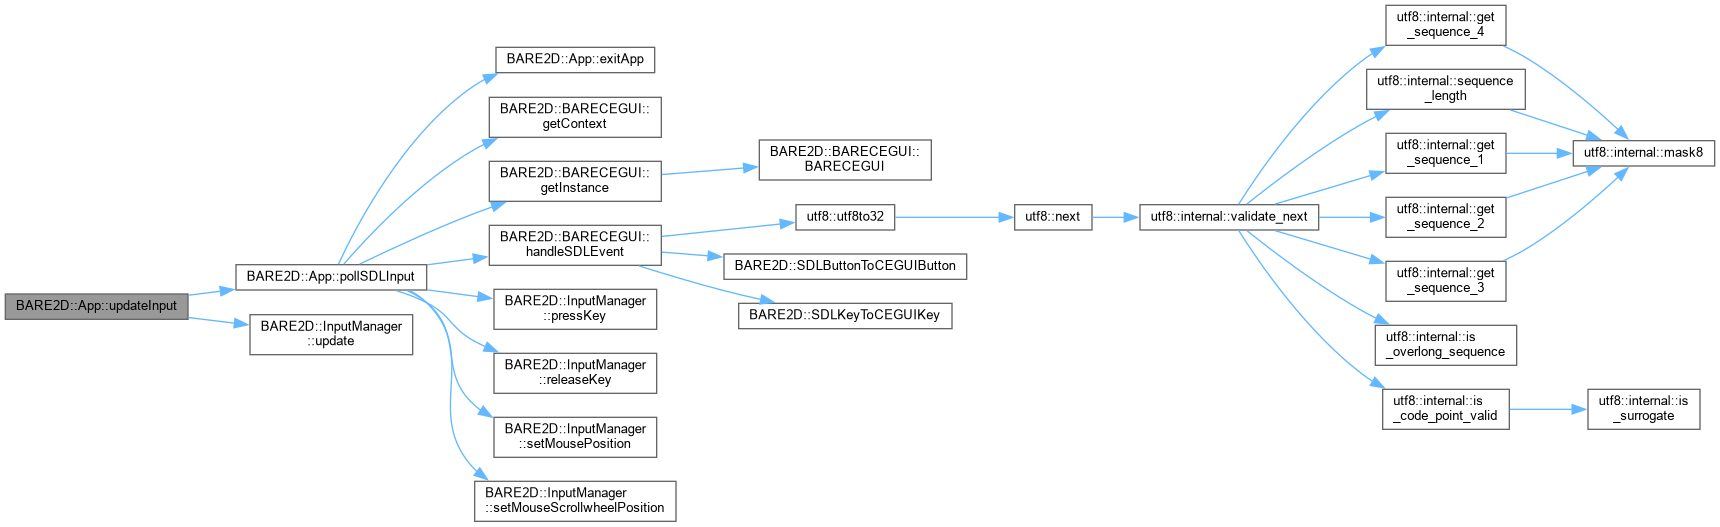 BARE2D::App::updateInput
BARE2D::App::pollSDLInput
BARE2D::InputManager
::update
BARE2D::App::exitApp
BARE2D::BARECEGUI::
getContext
BARE2D::BARECEGUI::
getInstance
BARE2D::BARECEGUI::
handleSDLEvent
BARE2D::InputManager
::pressKey
BARE2D::InputManager
::releaseKey
BARE2D::InputManager
::setMousePosition
BARE2D::InputManager
::setMouseScrollwheelPosition
BARE2D::BARECEGUI::
BARECEGUI
utf8::utf8to32
BARE2D::SDLButtonToCEGUIButton
BARE2D::SDLKeyToCEGUIKey
utf8::next
utf8::internal::validate_next
utf8::internal::get
_sequence_4
utf8::internal::sequence
_length
utf8::internal::get
_sequence_1
utf8::internal::get
_sequence_2
utf8::internal::get
_sequence_3
utf8::internal::is
_overlong_sequence
utf8::internal::is
_code_point_valid
utf8::internal::mask8
utf8::internal::is
_surrogate